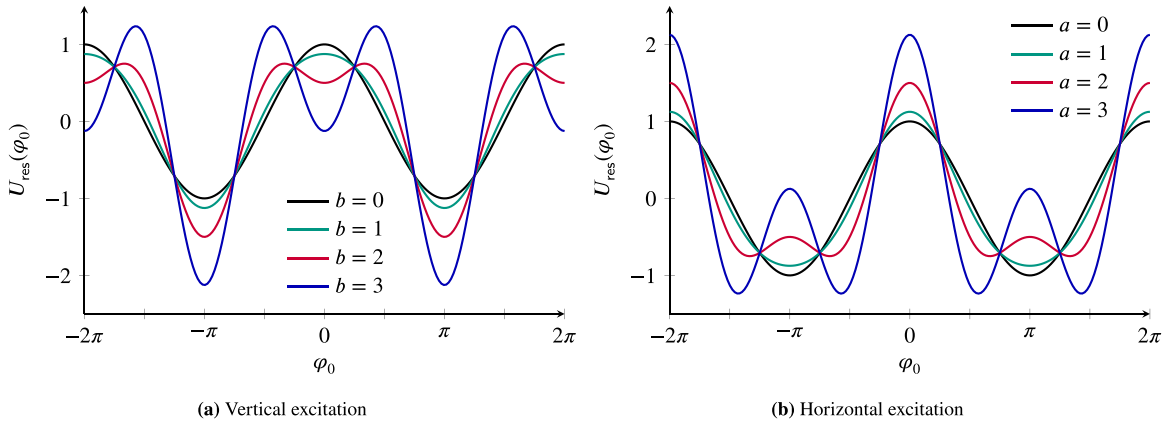 U_res(φ_0)
1
0
−1
−2
b = 0
b = 1
b = 2
b = 3
−2π
−π
0
π
2π
φ_0
(a) Vertical excitation
U_res(φ_0)
2
1
0
−1
a = 0
a = 1
a = 2
a = 3
−2π
−π
0
π
2π
φ_0
(b) Horizontal excitation